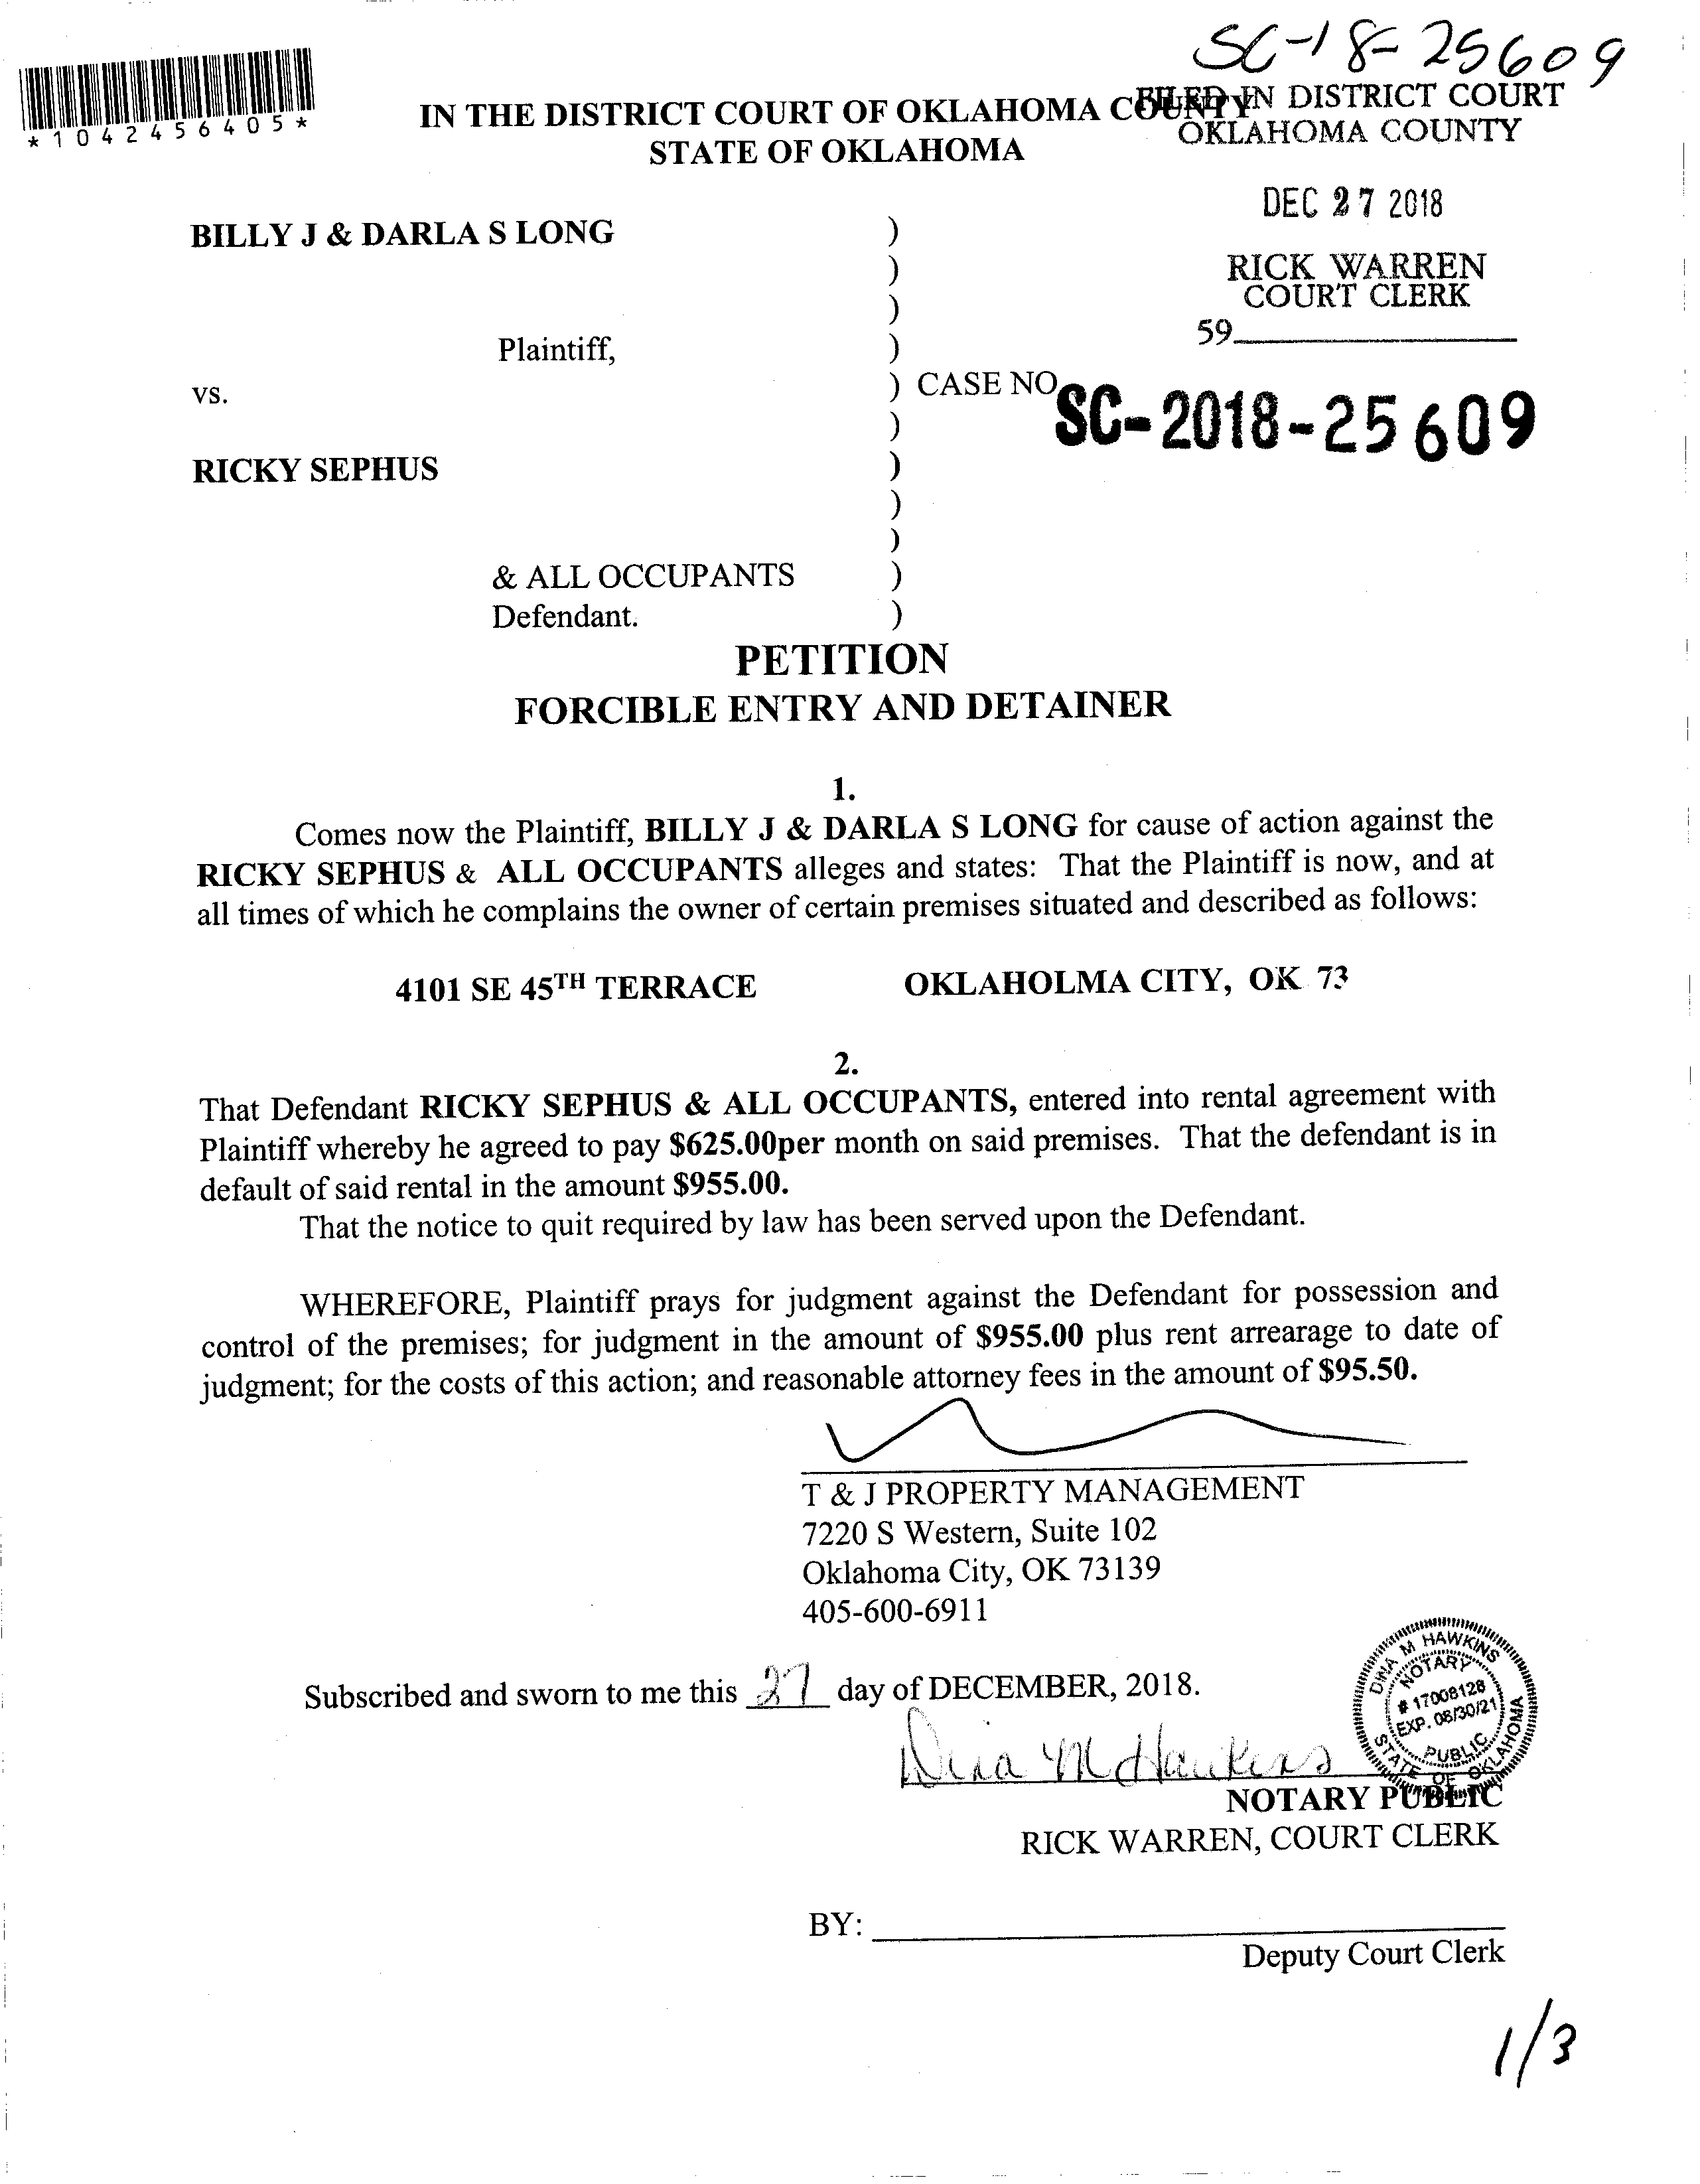 SC-18-25609
*1042456405*
IN THE DISTRICT COURT OF OKLAHOMA COUNTY
STATE OF OKLAHOMA
FILED IN DISTRICT COURT
OKLAHOMA COUNTY
DEC 27 2018
RICK WARREN
COURT CLERK
59
BILLY J & DARLA S LONG )
)
)
Plaintiff, )
vs. ) CASE NO SC-2018-25609
)
RICKY SEPHUS )
)
)
& ALL OCCUPANTS )
Defendant. )
PETITION
FORCIBLE ENTRY AND DETAINER
1.
Comes now the Plaintiff, BILLY J & DARLA S LONG for cause of action against the
RICKY SEPHUS & ALL OCCUPANTS alleges and states: That the Plaintiff is now, and at
all times of which he complains the owner of certain premises situated and described as follows:
4101 SE 45TH TERRACE OKLAHOLMA CITY, OK 73
2.
That Defendant RICKY SEPHUS & ALL OCCUPANTS, entered into rental agreement with
Plaintiff whereby he agreed to pay $625.00per month on said premises. That the defendant is in
default of said rental in the amount $955.00.
That the notice to quit required by law has been served upon the Defendant.
WHEREFORE, Plaintiff prays for judgment against the Defendant for possession and
control of the premises; for judgment in the amount of $955.00 plus rent arrearage to date of
judgment; for the costs of this action; and reasonable attorney fees in the amount of $95.50.
T & J PROPERTY MANAGEMENT
7220 S Western, Suite 102
Oklahoma City, OK 73139
405-600-6911
Subscribed and sworn to me this 27 day of DECEMBER, 2018.
Dina M Hawkins
DINA M HAWKINS
NOTARY
# 17008128
EXP. 08/30/21
PUBLIC
STATE OF OKLAHOMA
NOTARY PUBLIC
RICK WARREN, COURT CLERK
BY:
Deputy Court Clerk
1/3